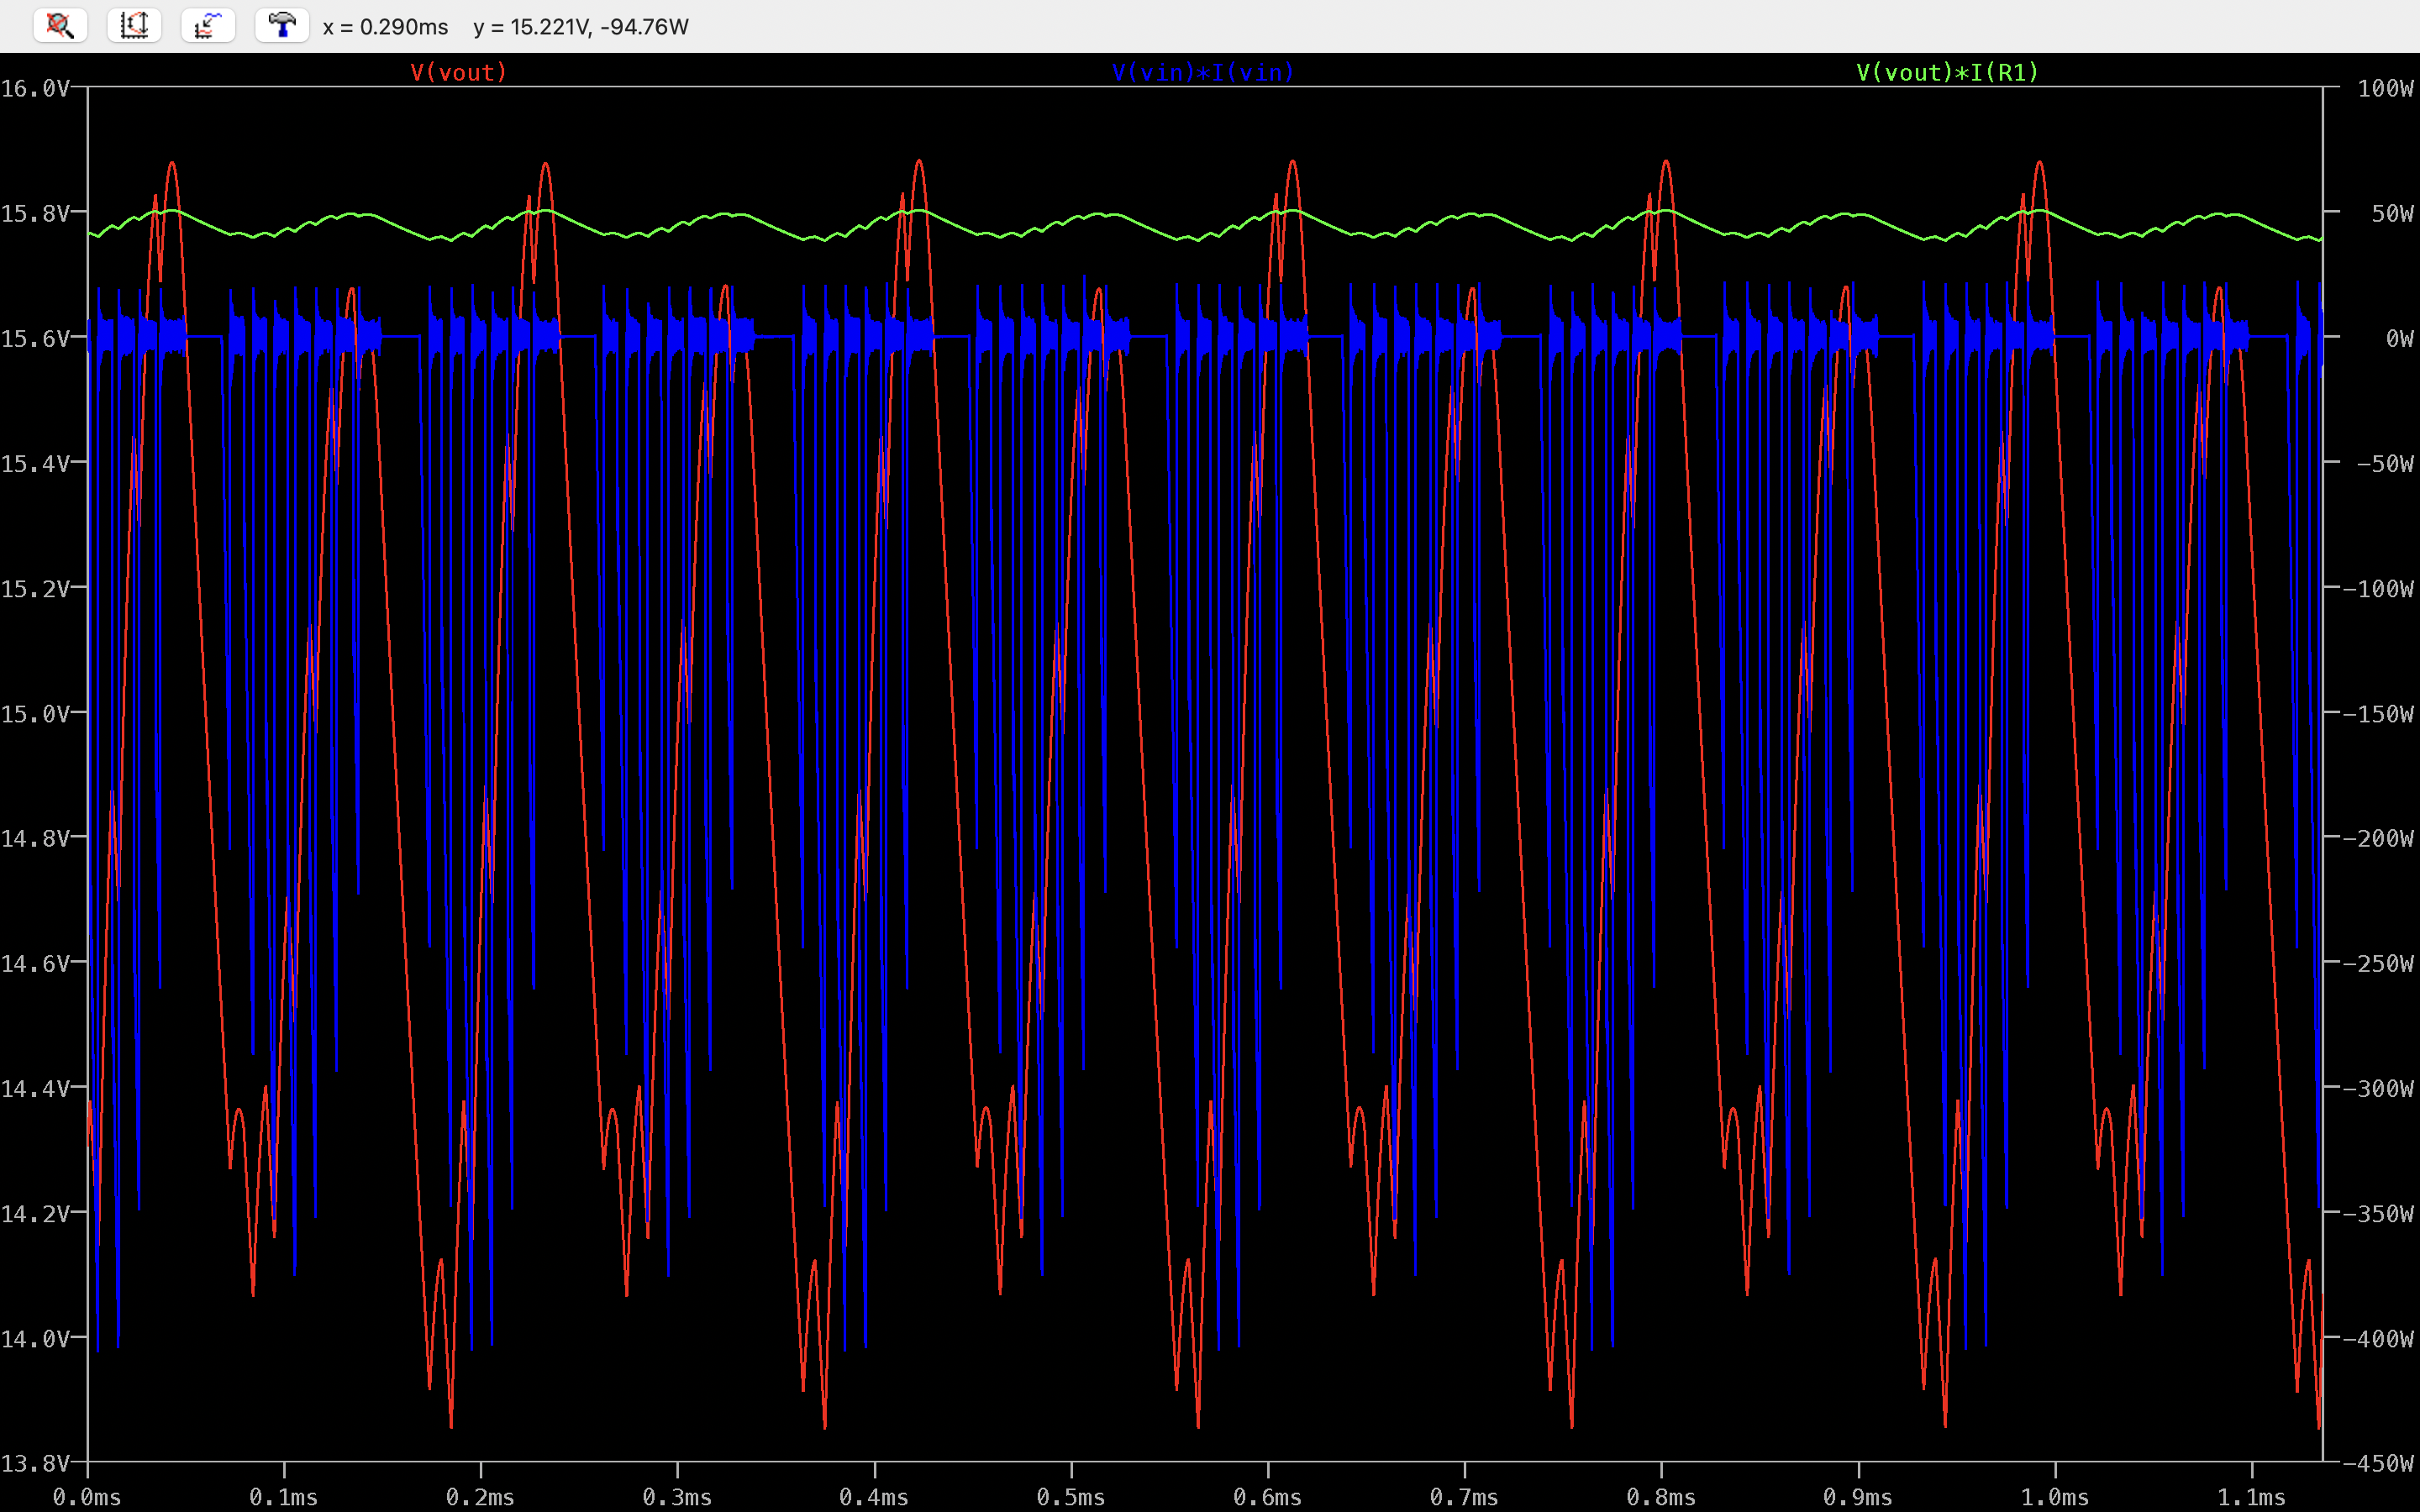 x = 0.290ms y = 15.221V, -94.76W
V(vout) V(vin)*I(vin) V(vout)*I(R1)
16.0V 100W
15.8V 50W
15.6V 0W
15.4V -50W
15.2V -100W
15.0V -150W
14.8V -200W
14.6V -250W
14.4V -300W
14.2V -350W
14.0V -400W
13.8V -450W
0.0ms 0.1ms 0.2ms 0.3ms 0.4ms 0.5ms 0.6ms 0.7ms 0.8ms 0.9ms 1.0ms 1.1ms